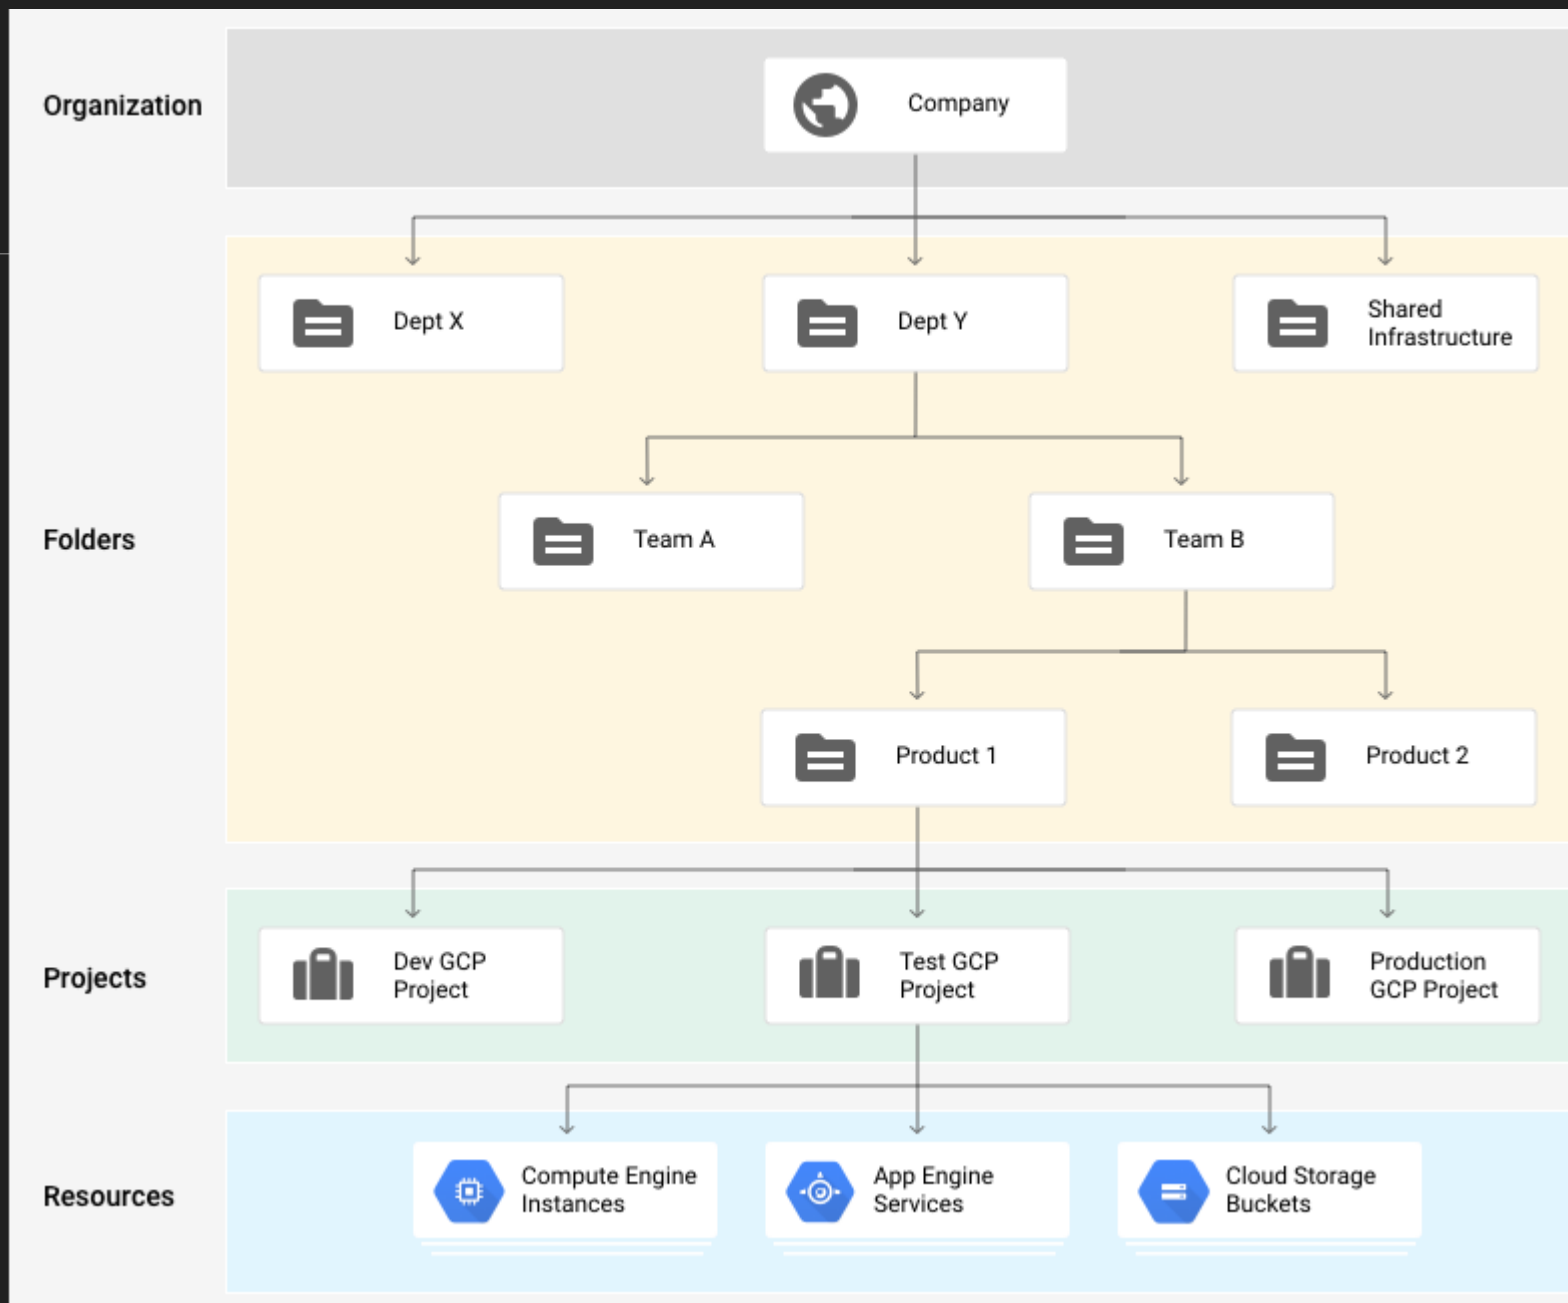 Organization
Company
Dept X
Dept Y
Shared
Infrastructure
Folders
Team A
Team B
Product 1
Product 2
Projects
Dev GCP
Project
Test GCP
Project
Production
GCP Project
Resources
Compute Engine
Instances
App Engine
Services
Cloud Storage
Buckets